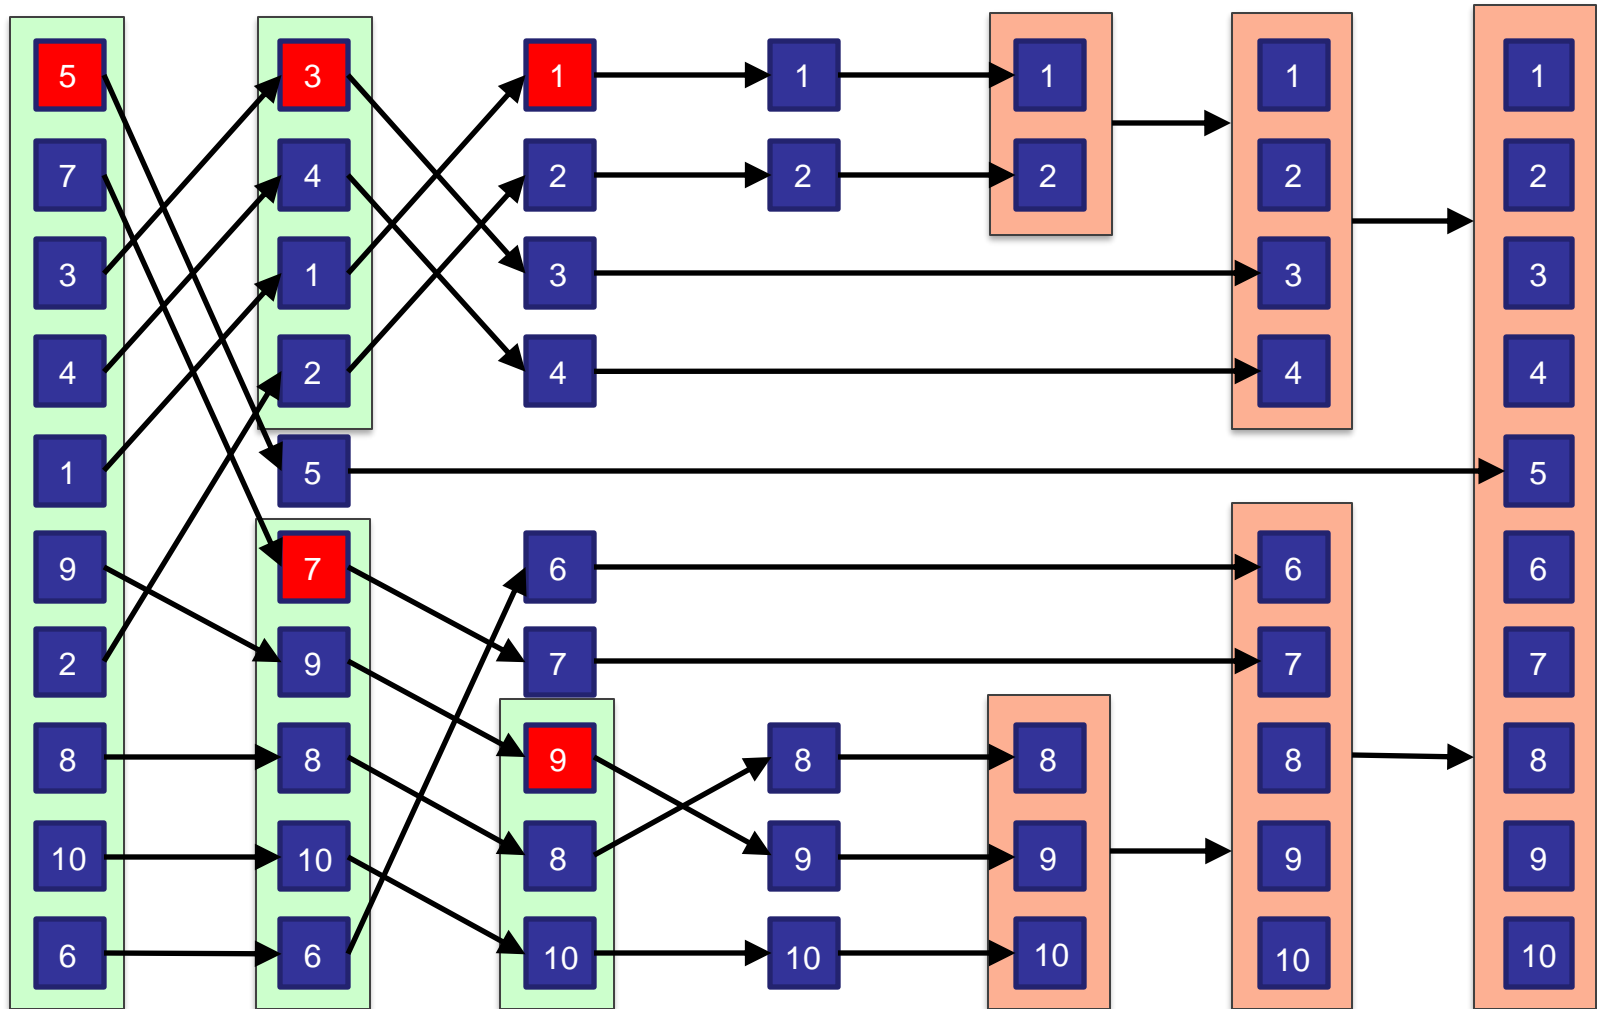 5 3 1 1 1 1 1
7 4 2 2 2 2 2
3 1 3 3 3
4 2 4 4 4
1 5 5
9 7 6 6 6
2 9 7 7 7
8 8 9 8 8 8 8
10 10 8 9 9 9 9
6 6 10 10 10 10 10